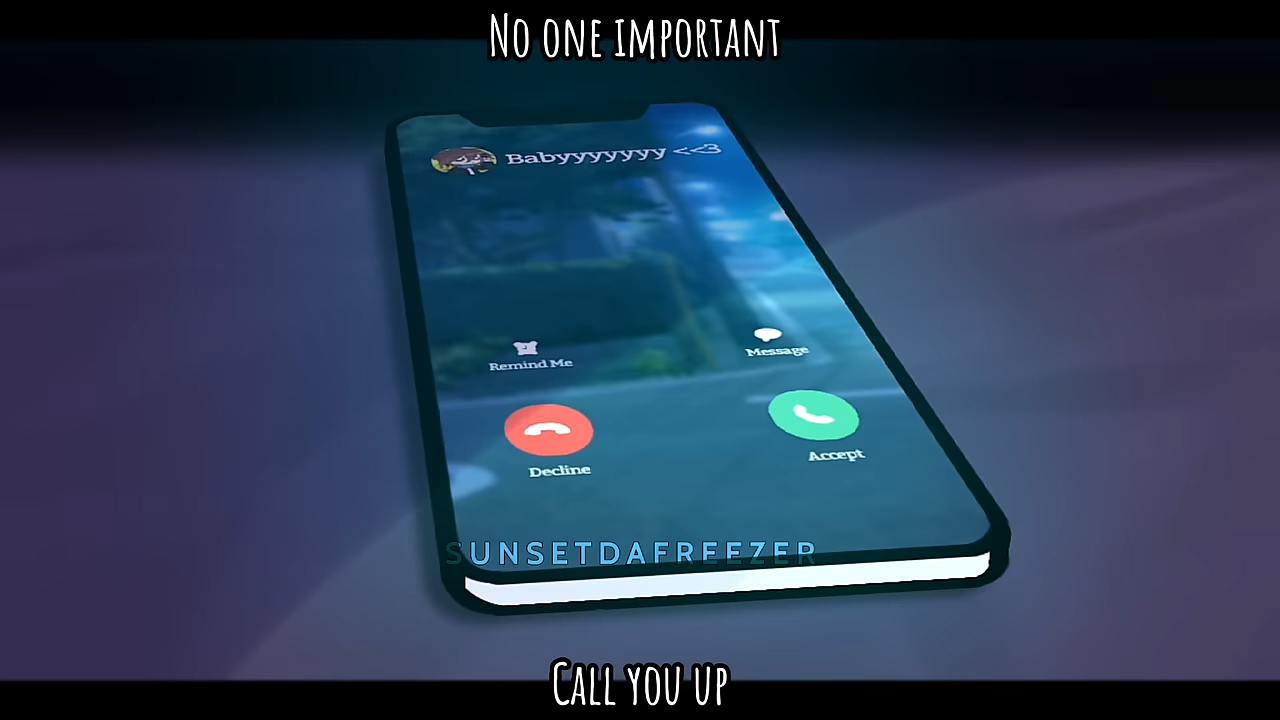 No one important
Babyyyyyyy <<3
Remind Me
Message
Decline
Accept
SUNSETDAFREEZER
Call you up